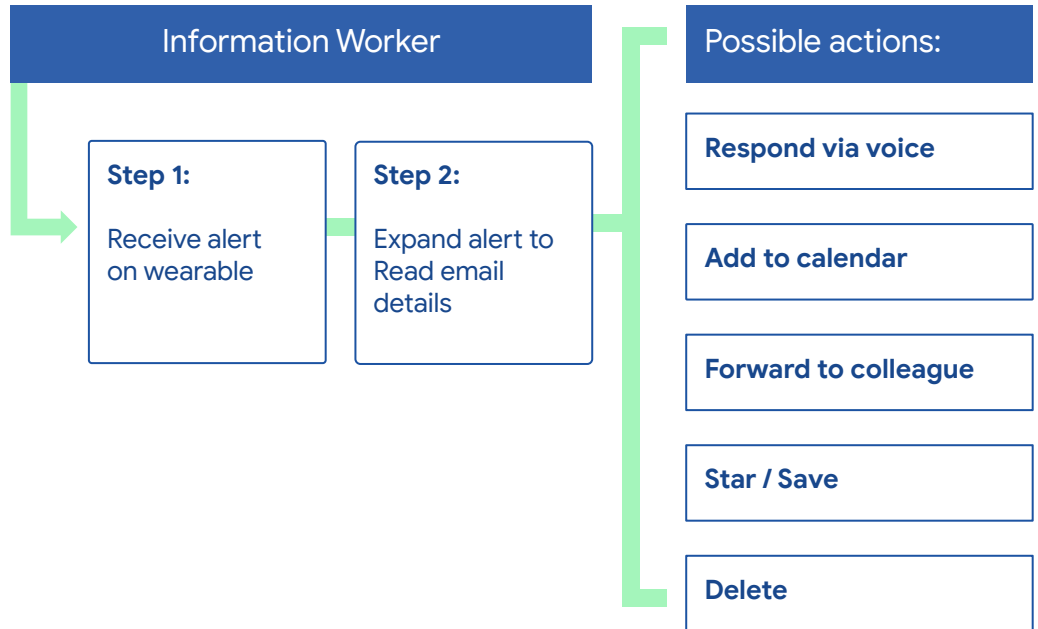 Information Worker
Possible actions:
Step 1:
Receive alert
on wearable
Step 2:
Expand alert to
Read email
details
Respond via voice
Add to calendar
Forward to colleague
Star / Save
Delete